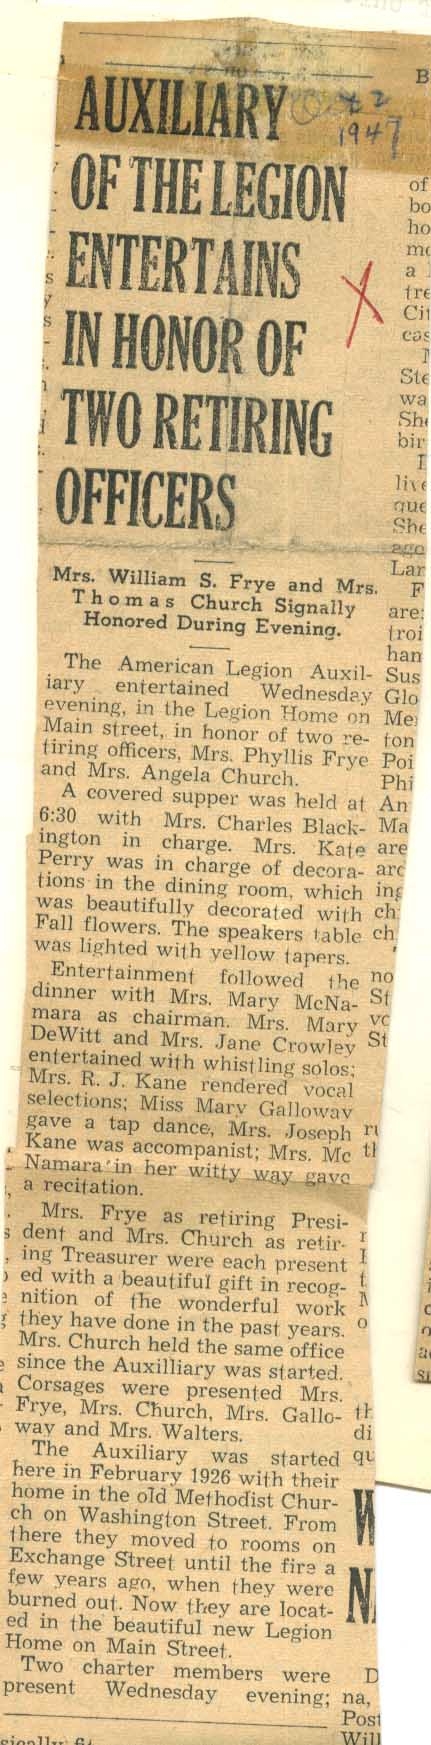 Oct 2
1947
AUXILIARY
OF THE LEGION
ENTERTAINS
IN HONOR OF
TWO RETIRING
OFFICERS
Mrs. William S. Frye and Mrs.
Thomas Church Signally
Honored During Evening.
The American Legion Auxil-
iary entertained Wednesday
evening, in the Legion Home on
Main street, in honor of two re-
tiring officers, Mrs. Phyllis Frye
and Mrs. Angela Church.
A covered supper was held at
6:30 with Mrs. Charles Black-
ington in charge. Mrs. Kate
Perry was in charge of decora-
tions in the dining room, which
was beautifully decorated with
Fall flowers. The speakers table
was lighted with yellow tapers.
Entertainment followed the
dinner with Mrs. Mary McNa-
mara as chairman. Mrs. Mary
DeWitt and Mrs. Jane Crowley
entertained with whistling solos;
Mrs. R. J. Kane rendered vocal
selections; Miss Mary Galloway
gave a tap dance, Mrs. Joseph
Kane was accompanist; Mrs. Mc
Namara in her witty way gave
a recitation.
Mrs. Frye as retiring Presi-
dent and Mrs. Church as retir-
ing Treasurer were each present
ed with a beautiful gift in recog-
nition of the wonderful work
they have done in the past years.
Mrs. Church held the same office
since the Auxilliary was started.
Corsages were presented Mrs.
Frye, Mrs. Church, Mrs. Gallo-
way and Mrs. Walters.
The Auxiliary was started
here in February 1926 with their
home in the old Methodist Chur-
ch on Washington Street. From
there they moved to rooms on
Exchange Street until the fire a
few years ago, when they were
burned out. Now they are locat-
ed in the beautiful new Legion
Home on Main Street.
Two charter members were
present Wednesday evening;